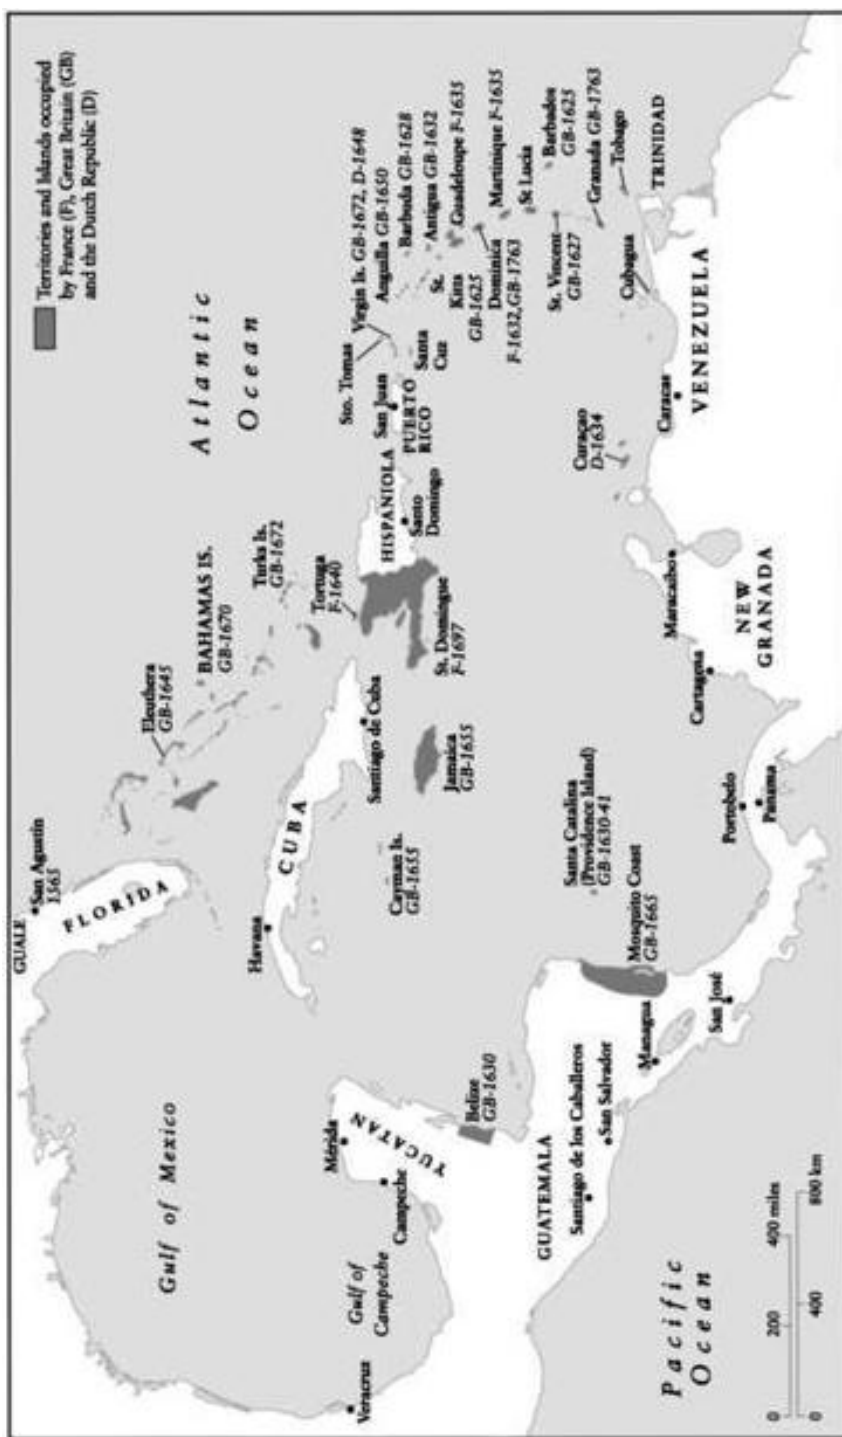 Territories and Islands occupied
by France (F), Great Britain (GB)
and the Dutch Republic (D)
GUALE
San Agustín
1565
FLORIDA
Atlantic
Ocean
Eleuthera
GB-1645
BAHAMAS IS.
GB-1670
Turks Is.
GB-1672
Tortuga
F-1640
Gulf of Mexico
Havana
CUBA
Santiago de Cuba
HISPANIOLA
Santo
Domingo
St. Domingue
F-1697
San Juan
PUERTO
RICO
Sto. Tomas
Virgin Is. GB-1672, D-1648
Santa
Cuz
Anguilla GB-1650
Barbuda GB-1628
Antigua GB-1632
St.
Kitts
GB-1625
Guadeloupe F-1635
Dominica
F-1632, GB-1763
Martinique F-1635
St Lucia
St. Vincent
GB-1627
Barbados
GB-1625
Granada GB-1763
Tobago
TRINIDAD
Cubagua
VENEZUELA
Caracas
Curaçao
D-1634
Maracaibo
NEW
GRANADA
Cartagena
Jamaica
GB-1655
Cayman Is.
GB-1655
Santa Catalina
(Providence Island)
GB-1630-41
Mosquito Coast
GB-1665
Portobelo
Panama
San José
Managua
Mérida
YUCATAN
Campeche
Gulf of
Campeche
Veracruz
Belize
GB-1630
GUATEMALA
Santiago de los Caballeros
San Salvador
Pacific
Ocean
0 200 400 miles
0 400 800 km